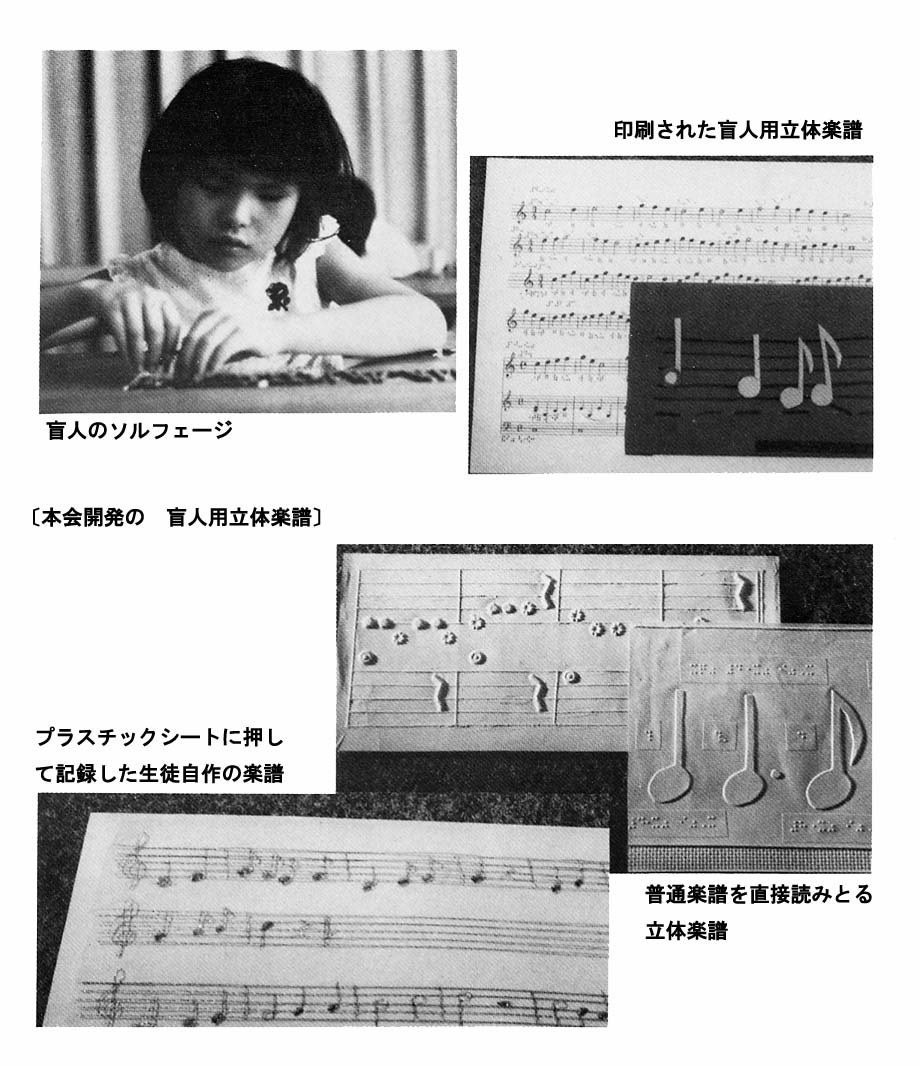 印刷された盲人用立体楽譜
盲人のソルフェージ
〔本会開発の　盲人用立体楽譜〕
プラスチックシートに押し
て記録した生徒自作の楽譜
普通楽譜を直接読みとる
立体楽譜